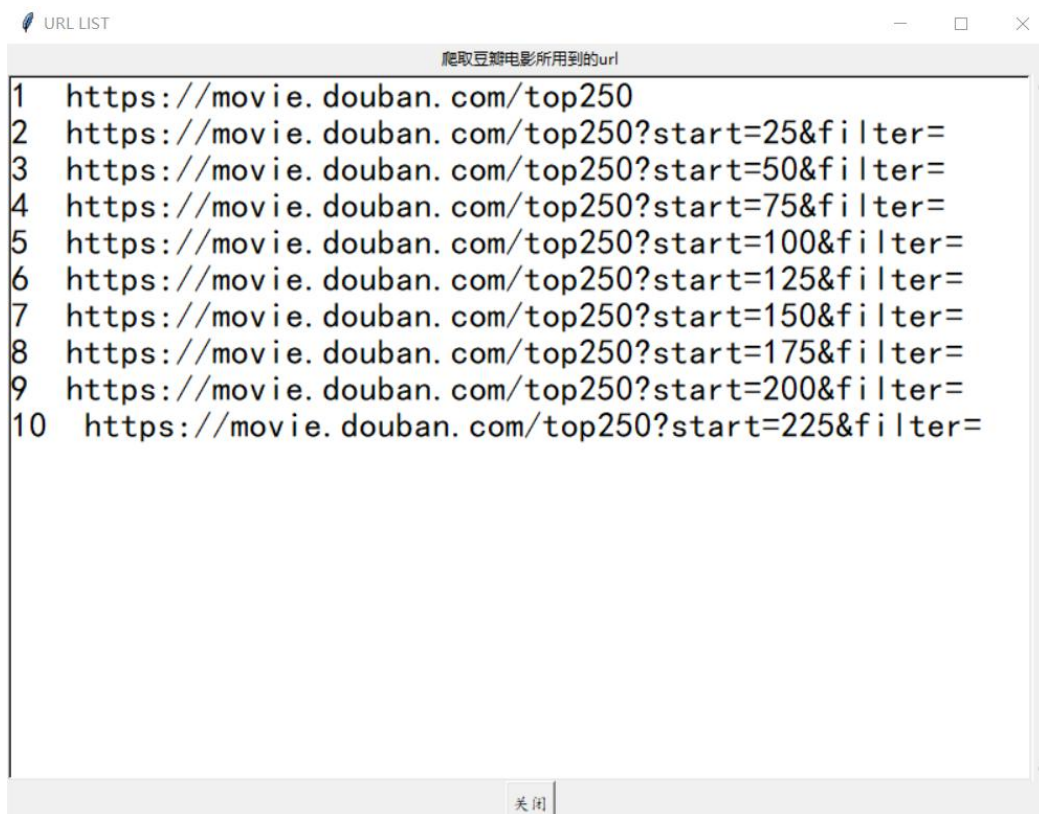 URL LIST
爬取豆瓣电影所用到的url
1  https://movie.douban.com/top250
2  https://movie.douban.com/top250?start=25&filter=
3  https://movie.douban.com/top250?start=50&filter=
4  https://movie.douban.com/top250?start=75&filter=
5  https://movie.douban.com/top250?start=100&filter=
6  https://movie.douban.com/top250?start=125&filter=
7  https://movie.douban.com/top250?start=150&filter=
8  https://movie.douban.com/top250?start=175&filter=
9  https://movie.douban.com/top250?start=200&filter=
10  https://movie.douban.com/top250?start=225&filter=
关闭